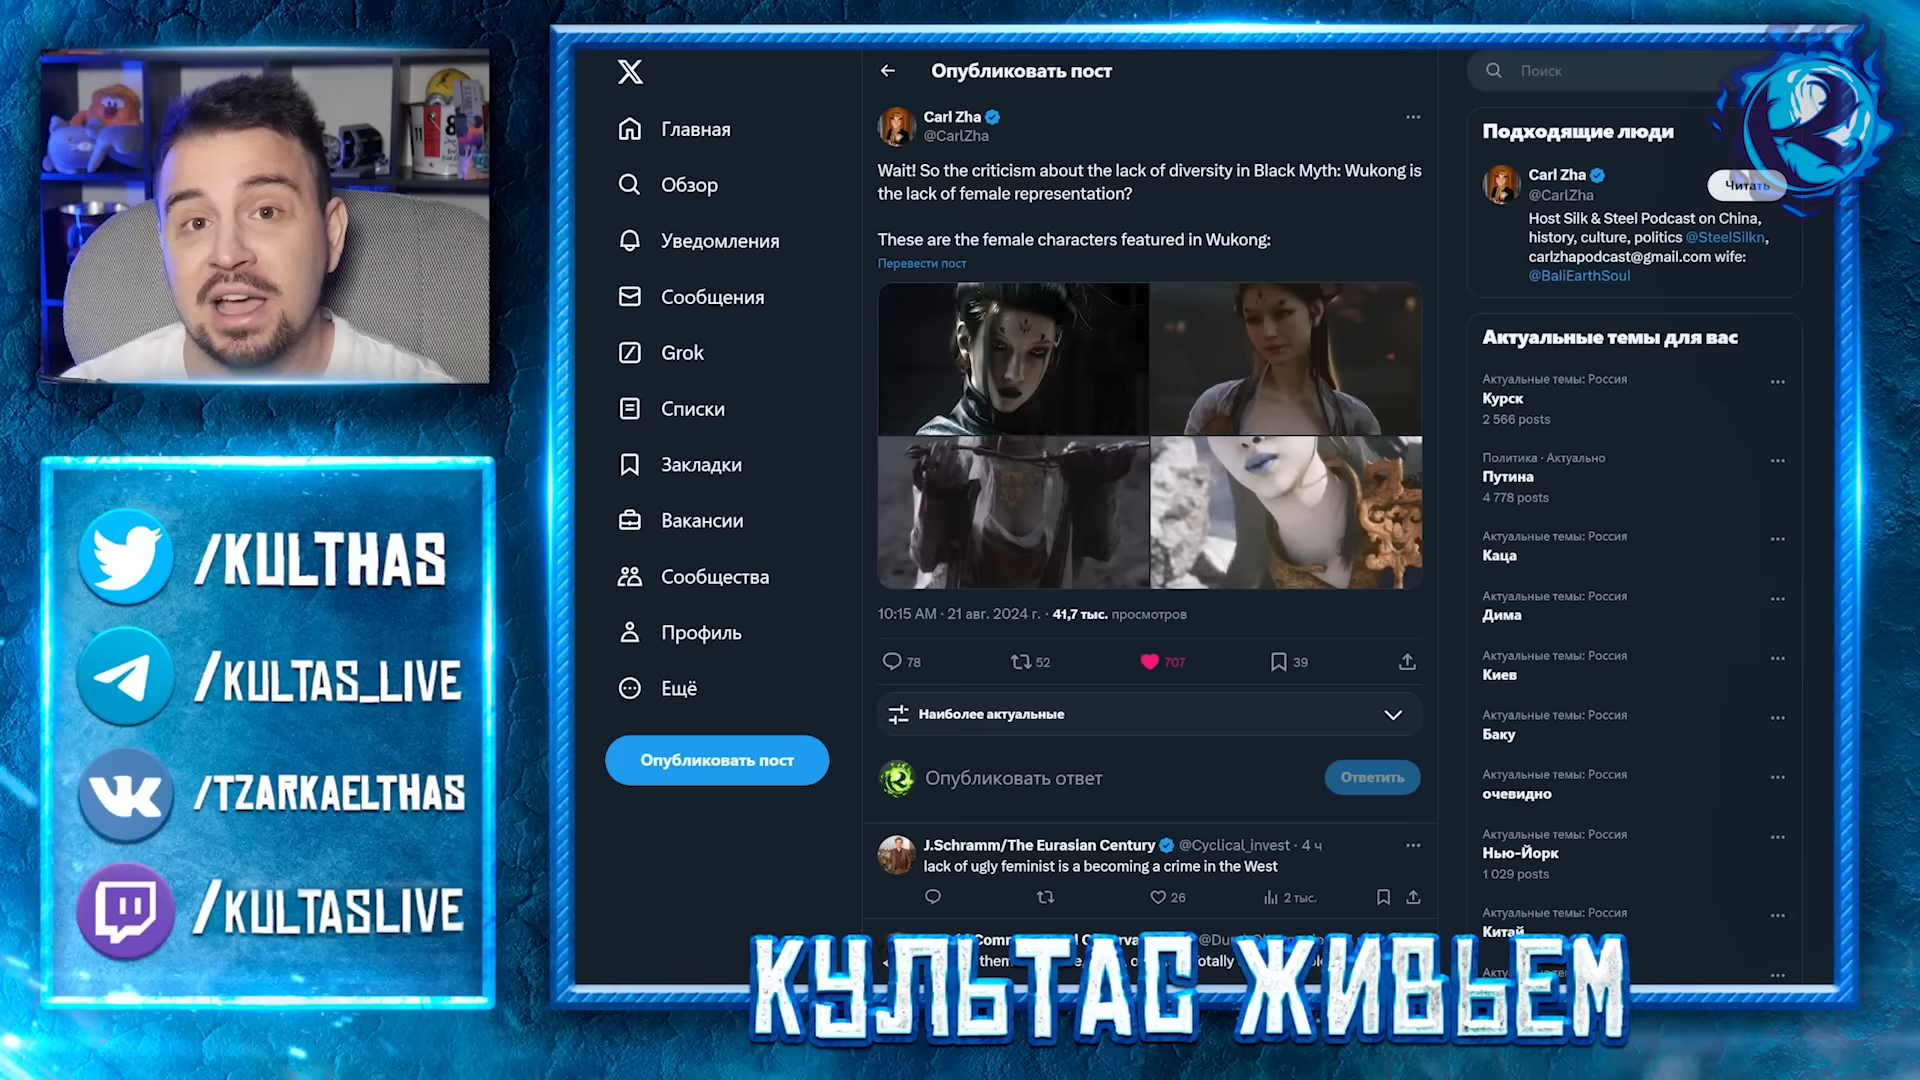 /KULTHAS
/KULTAS_LIVE
/TZARKAELTHAS
/KULTASLIVE
Главная
Обзор
Уведомления
Сообщения
Grok
Списки
Закладки
Вакансии
Сообщества
Профиль
Ещё
Опубликовать пост
Опубликовать пост
Carl Zha
@CarlZha
Wait! So the criticism about the lack of diversity in Black Myth: Wukong is
the lack of female representation?
These are the female characters featured in Wukong:
Перевести пост
10:15 AM · 21 авг. 2024 г. · 41,7 тыс. просмотров
78 52 707 39
Наиболее актуальные
Опубликовать ответ
Ответить
J.Schramm/The Eurasian Century @Cyclical_invest · 4 ч
lack of ugly feminist is a becoming a crime in the West
26 2 тыс.
Поиск
Подходящие люди
Carl Zha
@CarlZha
Читать
Host Silk & Steel Podcast on China,
history, culture, politics @SteelSilkn,
carlzhapodcast@gmail.com wife:
@BaliEarthSoul
Актуальные темы для вас
Актуальные темы: Россия
Курск
2 566 posts
Политика · Актуально
Путина
4 778 posts
Актуальные темы: Россия
Каца
Актуальные темы: Россия
Дима
Актуальные темы: Россия
Киев
Актуальные темы: Россия
Баку
Актуальные темы: Россия
очевидно
Актуальные темы: Россия
Нью-Йорк
1 029 posts
Актуальные темы: Россия
Китай
КУЛЬТАС ЖИВЬЕМ